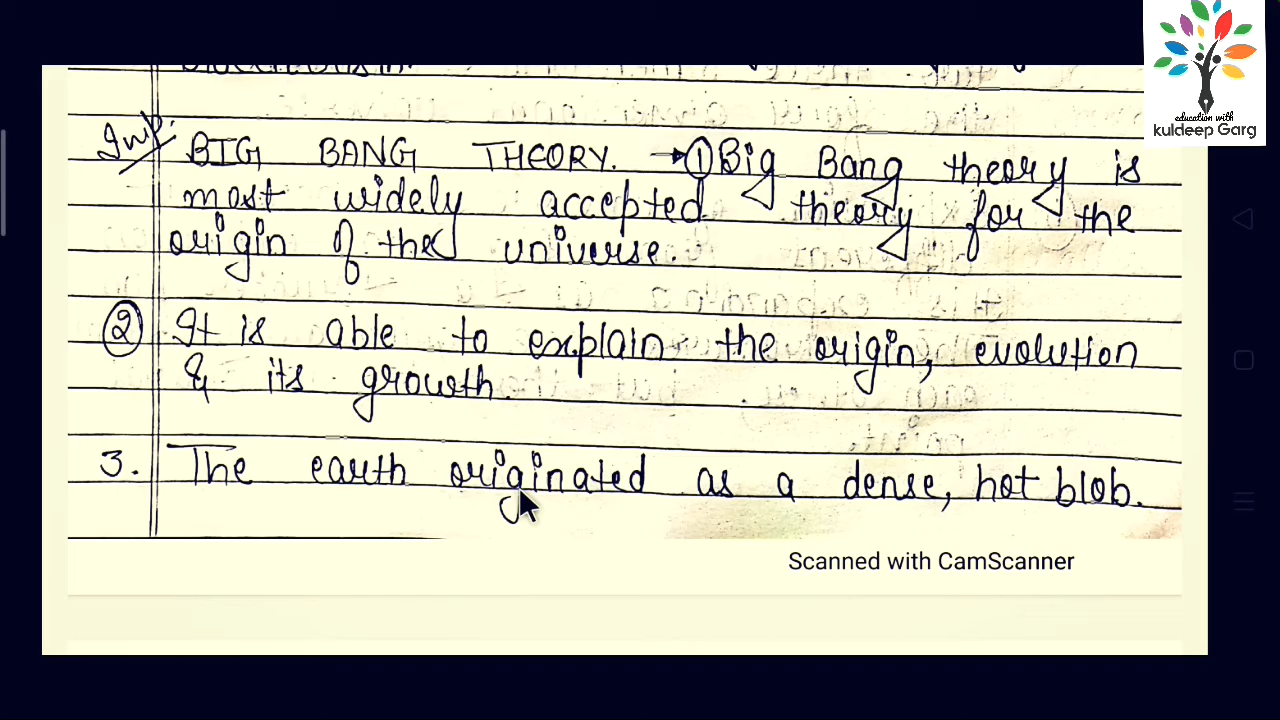 education with
kuldeep Garg
Imp.
BIG BANG THEORY. → ① Big Bang theory is
most widely accepted theory for the
origin of the universe.
② It is able to explain the origin, evolution
& its growth.
3. The earth originated as a dense, hot blob.
Scanned with CamScanner